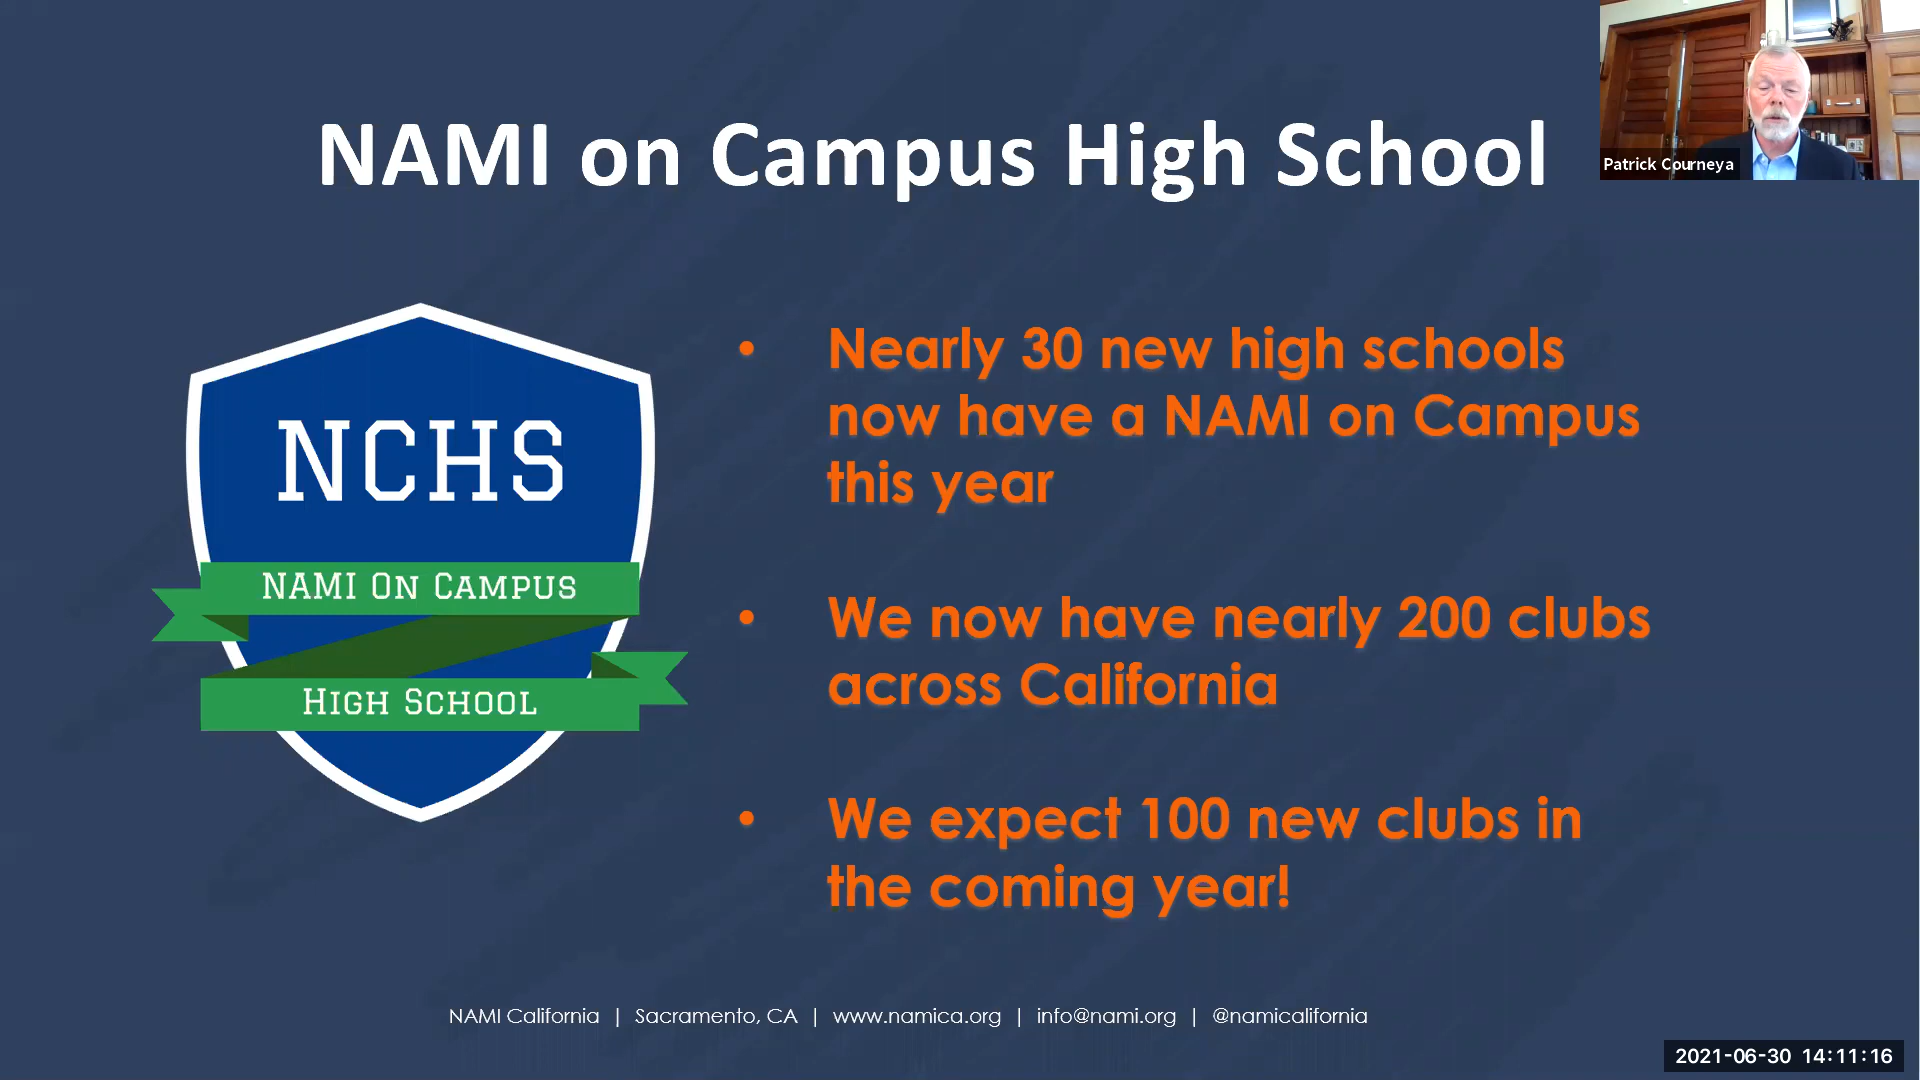 NAMI on Campus High School
Patrick Courneya
NCHS
NAMI On Campus
High School
• Nearly 30 new high schools
now have a NAMI on Campus
this year
• We now have nearly 200 clubs
across California
• We expect 100 new clubs in
the coming year!
NAMI California | Sacramento, CA | www.namica.org | info@nami.org | @namicalifornia
2021-06-30 14:11:16